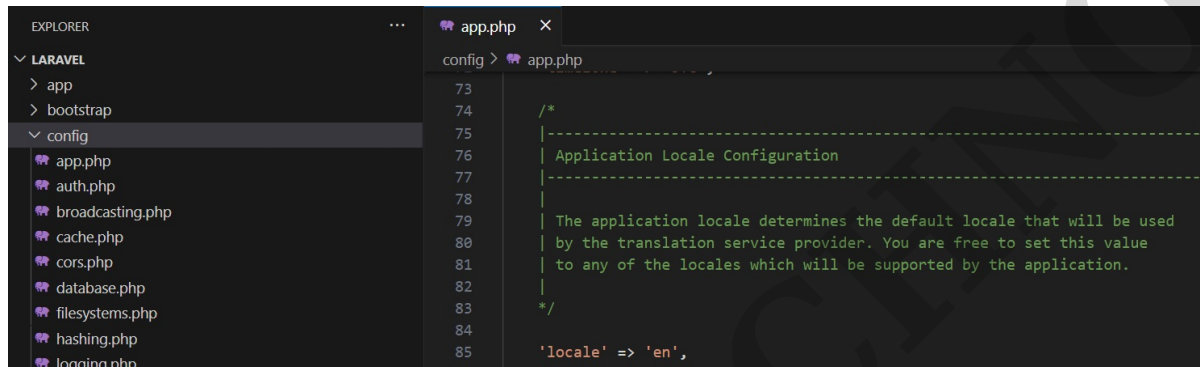 EXPLORER
...
LARAVEL
app
bootstrap
config
app.php
auth.php
broadcasting.php
cache.php
cors.php
database.php
filesystems.php
hashing.php
logging.php
app.php
config > app.php
73
74 /*
75 |--------------------------------------------------------------------------
76 | Application Locale Configuration
77 |--------------------------------------------------------------------------
78 |
79 | The application locale determines the default locale that will be used
80 | by the translation service provider. You are free to set this value
81 | to any of the locales which will be supported by the application.
82 |
83 */
84
85 'locale' => 'en',